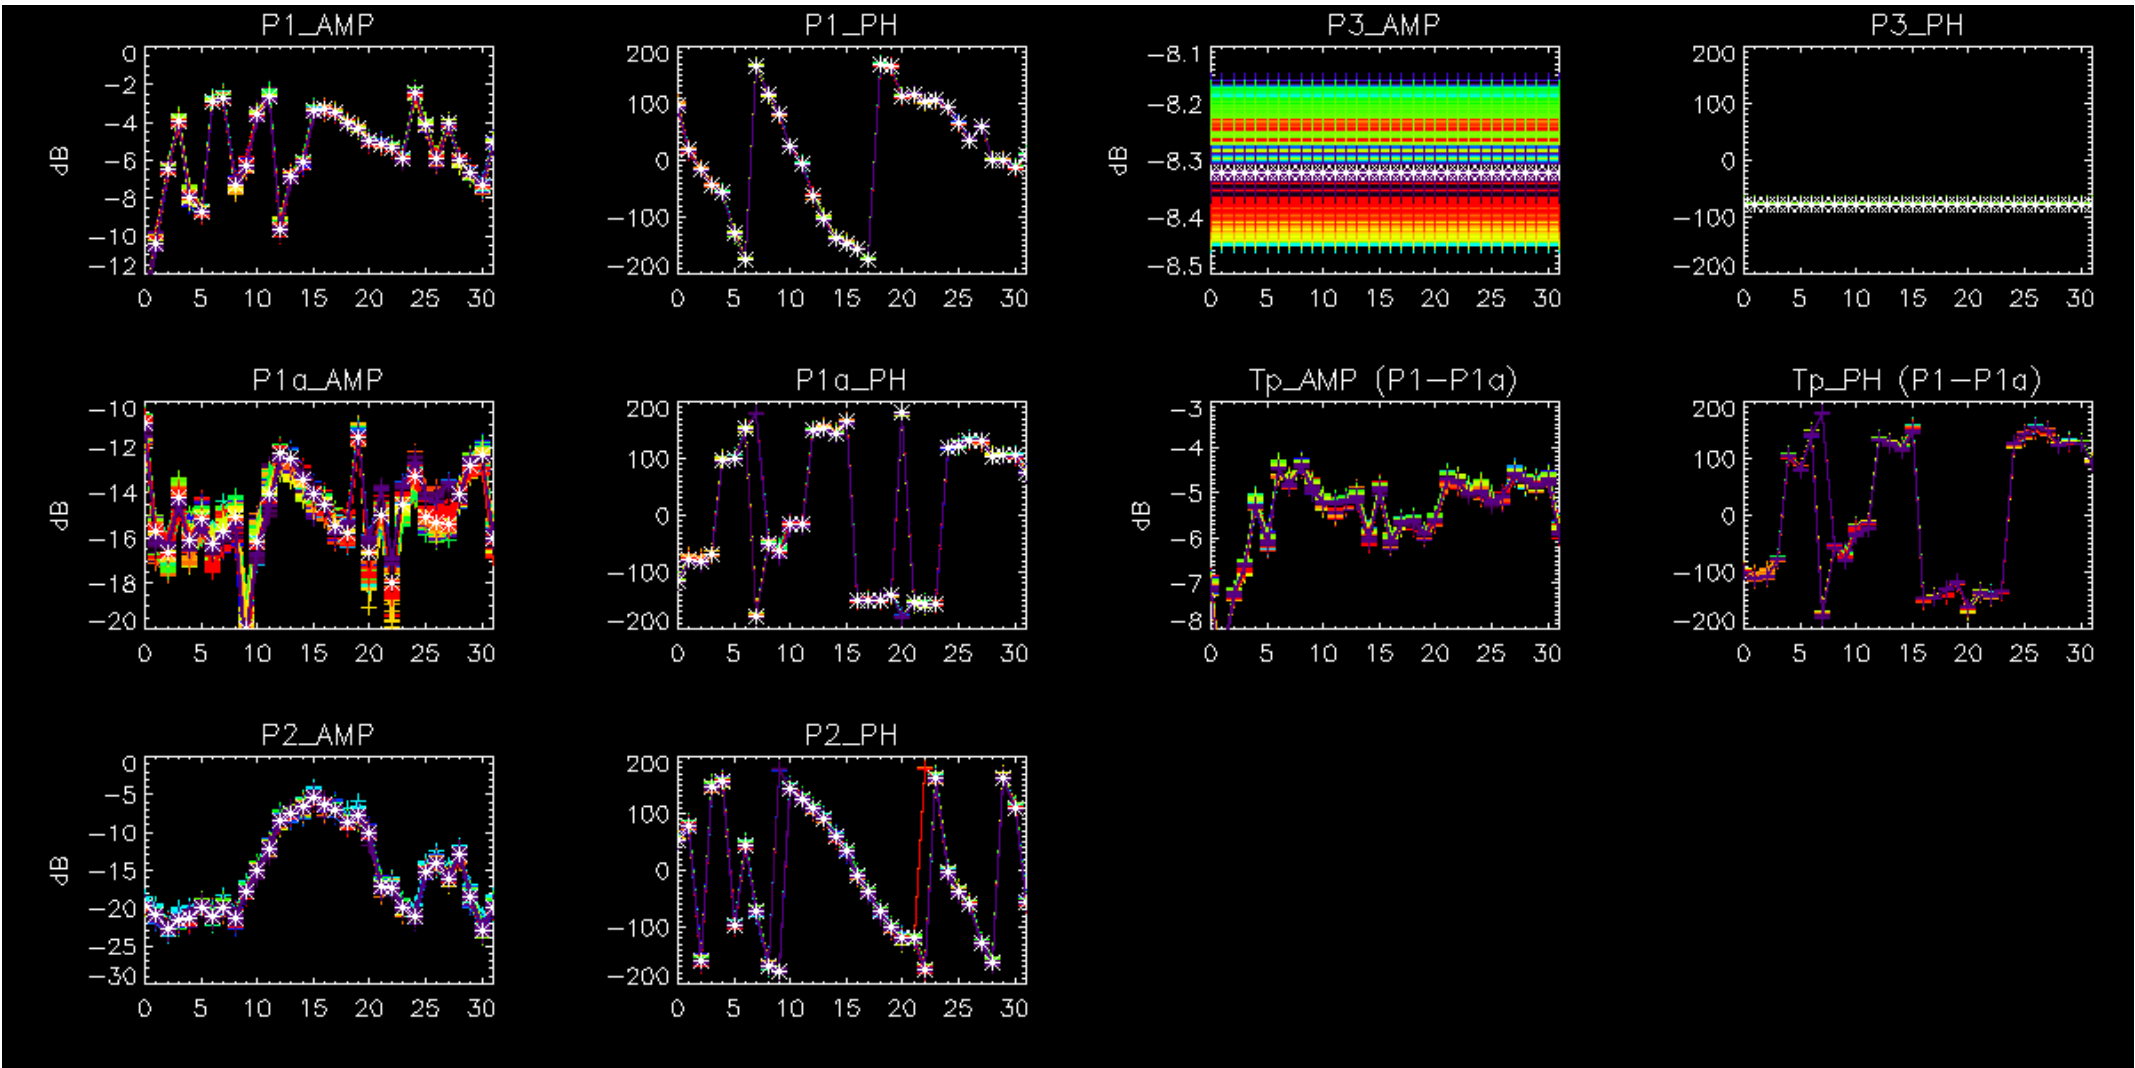 P1_AMP P1_PH P3_AMP P3_PH
0 200 -8.1 200
-2
-4 100 -8.2 100
dB -6 0 dB -8.3 0
-8
-10 -100 -8.4 -100
-12 -200 -8.5 -200
0 5 10 15 20 25 30 0 5 10 15 20 25 30 0 5 10 15 20 25 30 0 5 10 15 20 25 30
P1a_AMP P1a_PH Tp_AMP (P1-P1a) Tp_PH (P1-P1a)
-10 200 -3 200
-12 100 -4 100
-14 0 -5 0
dB dB
-16 -100 -6 -100
-18 -7
-20 -200 -8 -200
0 5 10 15 20 25 30 0 5 10 15 20 25 30 0 5 10 15 20 25 30 0 5 10 15 20 25 30
P2_AMP P2_PH
0 200
-5 100
-10
dB -15 0
-20 -100
-25
-30 -200
0 5 10 15 20 25 30 0 5 10 15 20 25 30